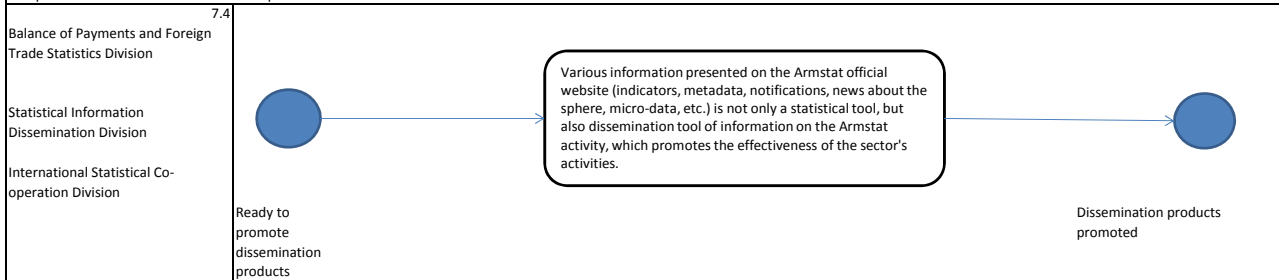 7.4
Balance of Payments and Foreign
Trade Statistics Division
Statistical Information
Dissemination Division
International Statistical Co-
operation Division
Various information presented on the Armstat official
website (indicators, metadata, notifications, news about the
sphere, micro-data, etc.) is not only a statistical tool, but
also dissemination tool of information on the Armstat
activity, which promotes the effectiveness of the sector's
activities.
Ready to
promote
dissemination
products
Dissemination products
promoted